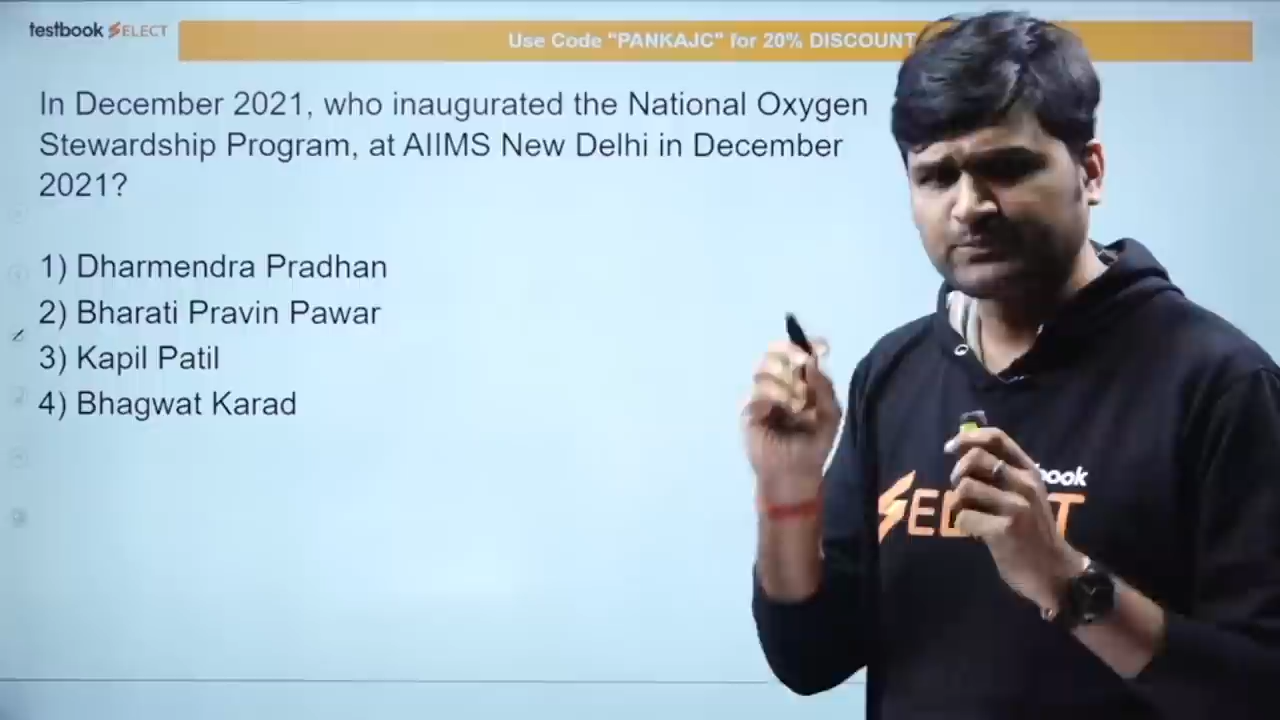 testbook SELECT
Use Code "PANKAJC" for 20% DISCOUNT
In December 2021, who inaugurated the National Oxygen
Stewardship Program, at AIIMS New Delhi in December
2021?
1) Dharmendra Pradhan
2) Bharati Pravin Pawar
3) Kapil Patil
4) Bhagwat Karad
book